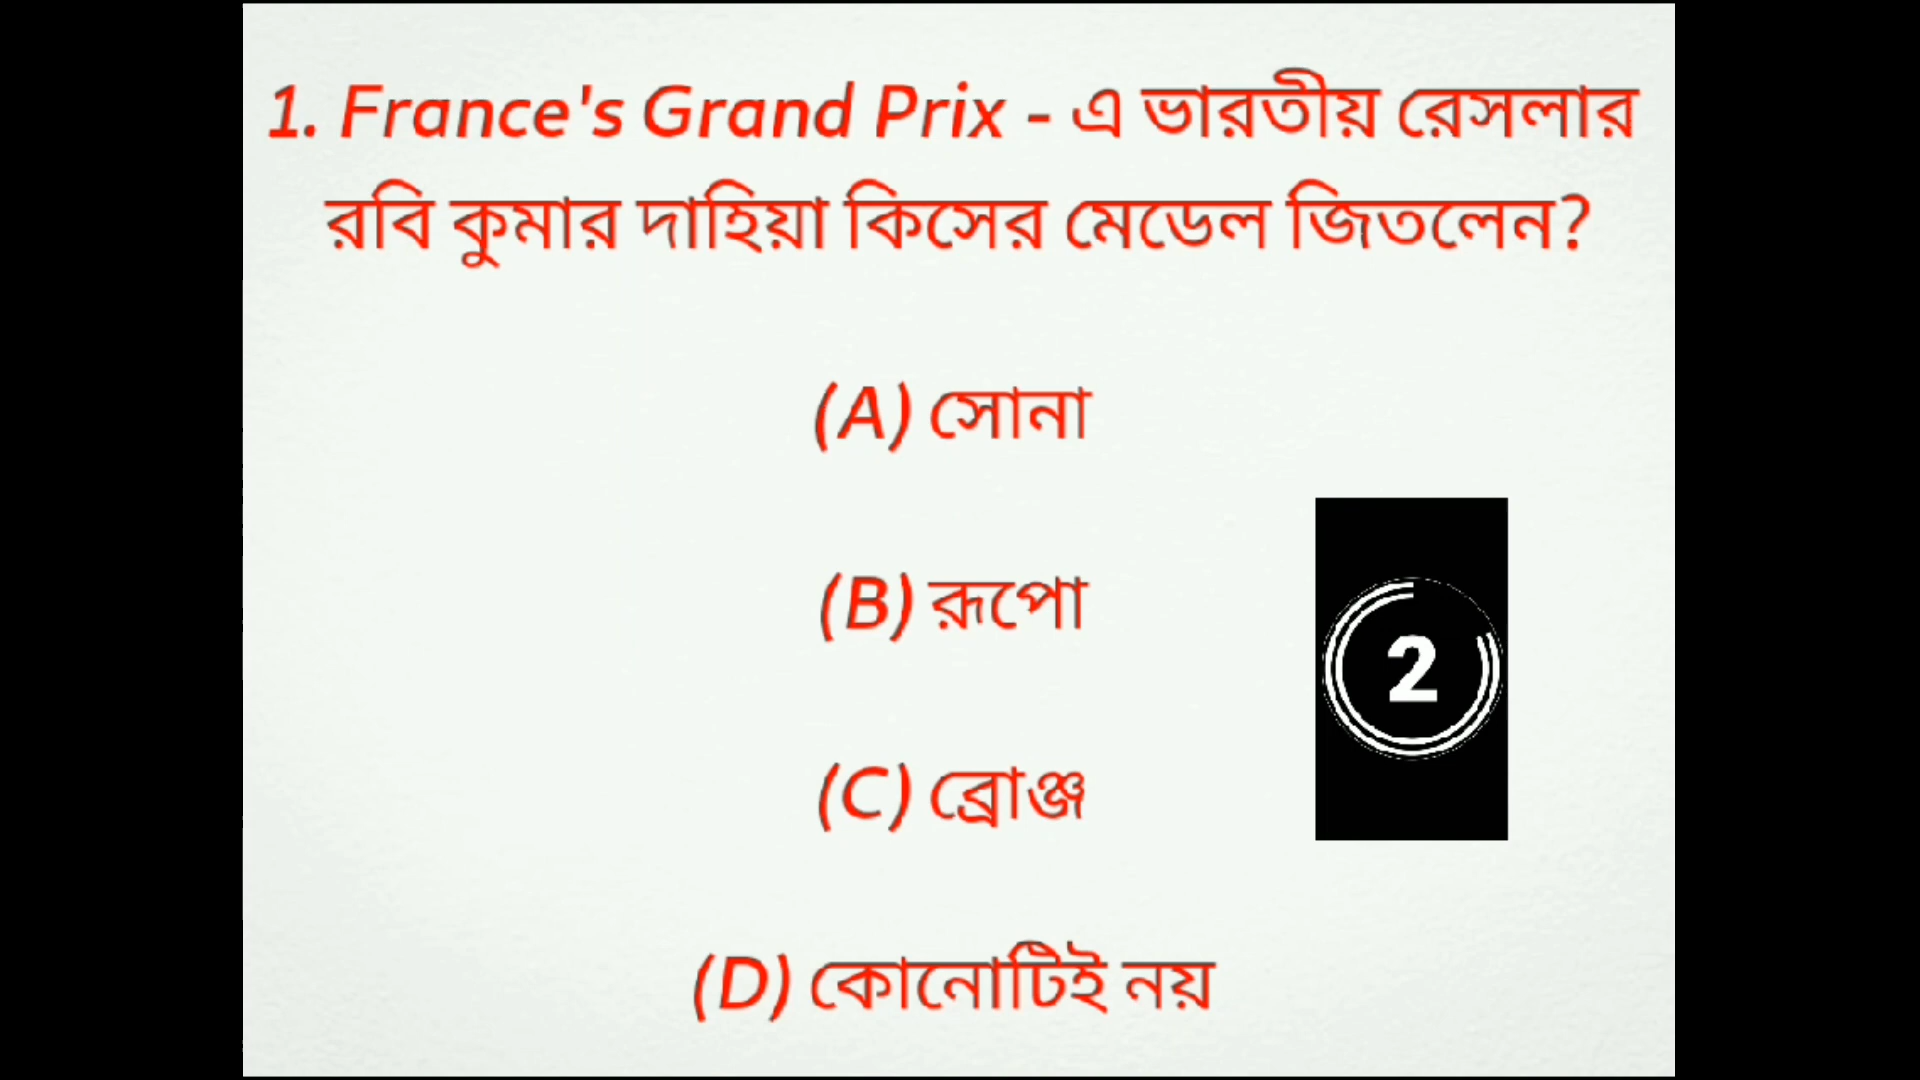 1. France's Grand Prix - এ ভারতীয় রেসলার
রবি কুমার দাহিয়া কিসের মেডেল জিতলেন?
(A) সোনা
(B) রূপো
2
(C) ব্রোঞ্জ
(D) কোনোটিই নয়